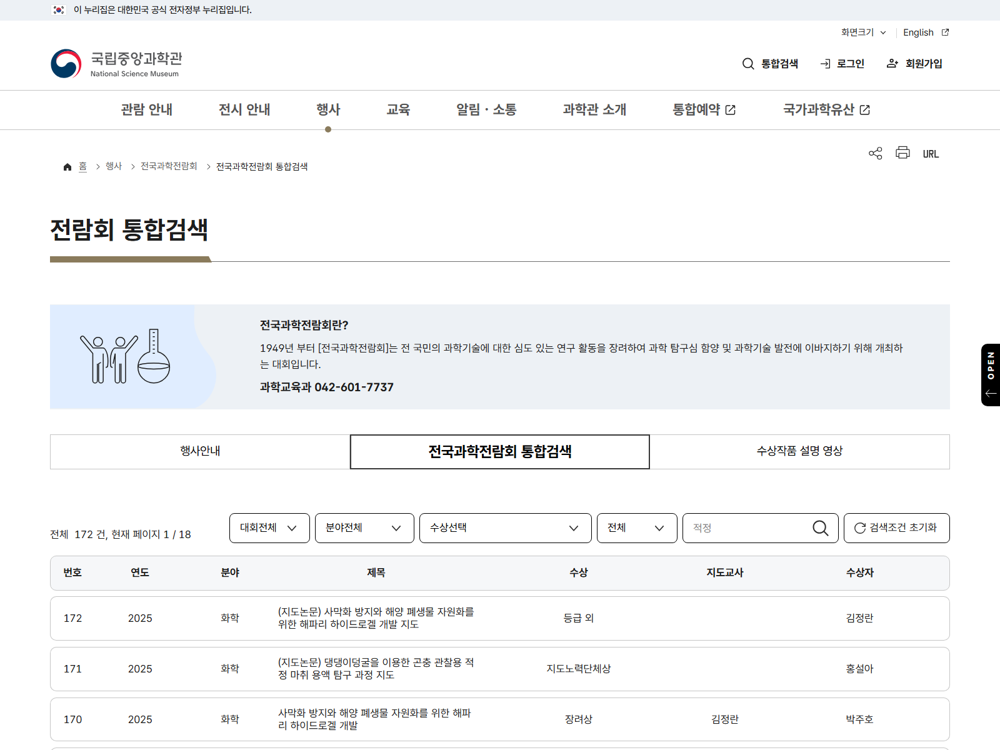 이 누리집은 대한민국 공식 전자정부 누리집입니다.
화면크기
English
국립중앙과학관
National Science Museum
통합검색
로그인
회원가입
관람 안내
전시 안내
행사
교육
알림 · 소통
과학관 소개
통합예약
국가과학유산
홈 > 행사 > 전국과학전람회 > 전국과학전람회 통합검색
URL
전람회 통합검색
전국과학전람회란?
1949년 부터 [전국과학전람회]는 전 국민의 과학기술에 대한 심도 있는 연구 활동을 장려하여 과학 탐구심 함양 및 과학기술 발전에 이바지하기 위해 개최하
는 대회입니다.
과학교육과 042-601-7737
OPEN
행사안내
전국과학전람회 통합검색
수상작품 설명 영상
전체 172 건, 현재 페이지 1 / 18
대회전체
분야전체
수상선택
전체
적정
검색조건 초기화
번호 연도 분야 제목 수상 지도교사 수상자
172 2025 화학 (지도논문) 사막화 방지와 해양 폐생물 자원화를
위한 해파리 하이드로겔 개발 지도 등급 외 김정란
171 2025 화학 (지도논문) 댕댕이덩굴을 이용한 곤충 관찰용 적
정 마취 용액 탐구 과정 지도 지도노력단체상 홍설아
170 2025 화학 사막화 방지와 해양 폐생물 자원화를 위한 해파
리 하이드로겔 개발 장려상 김정란 박주호